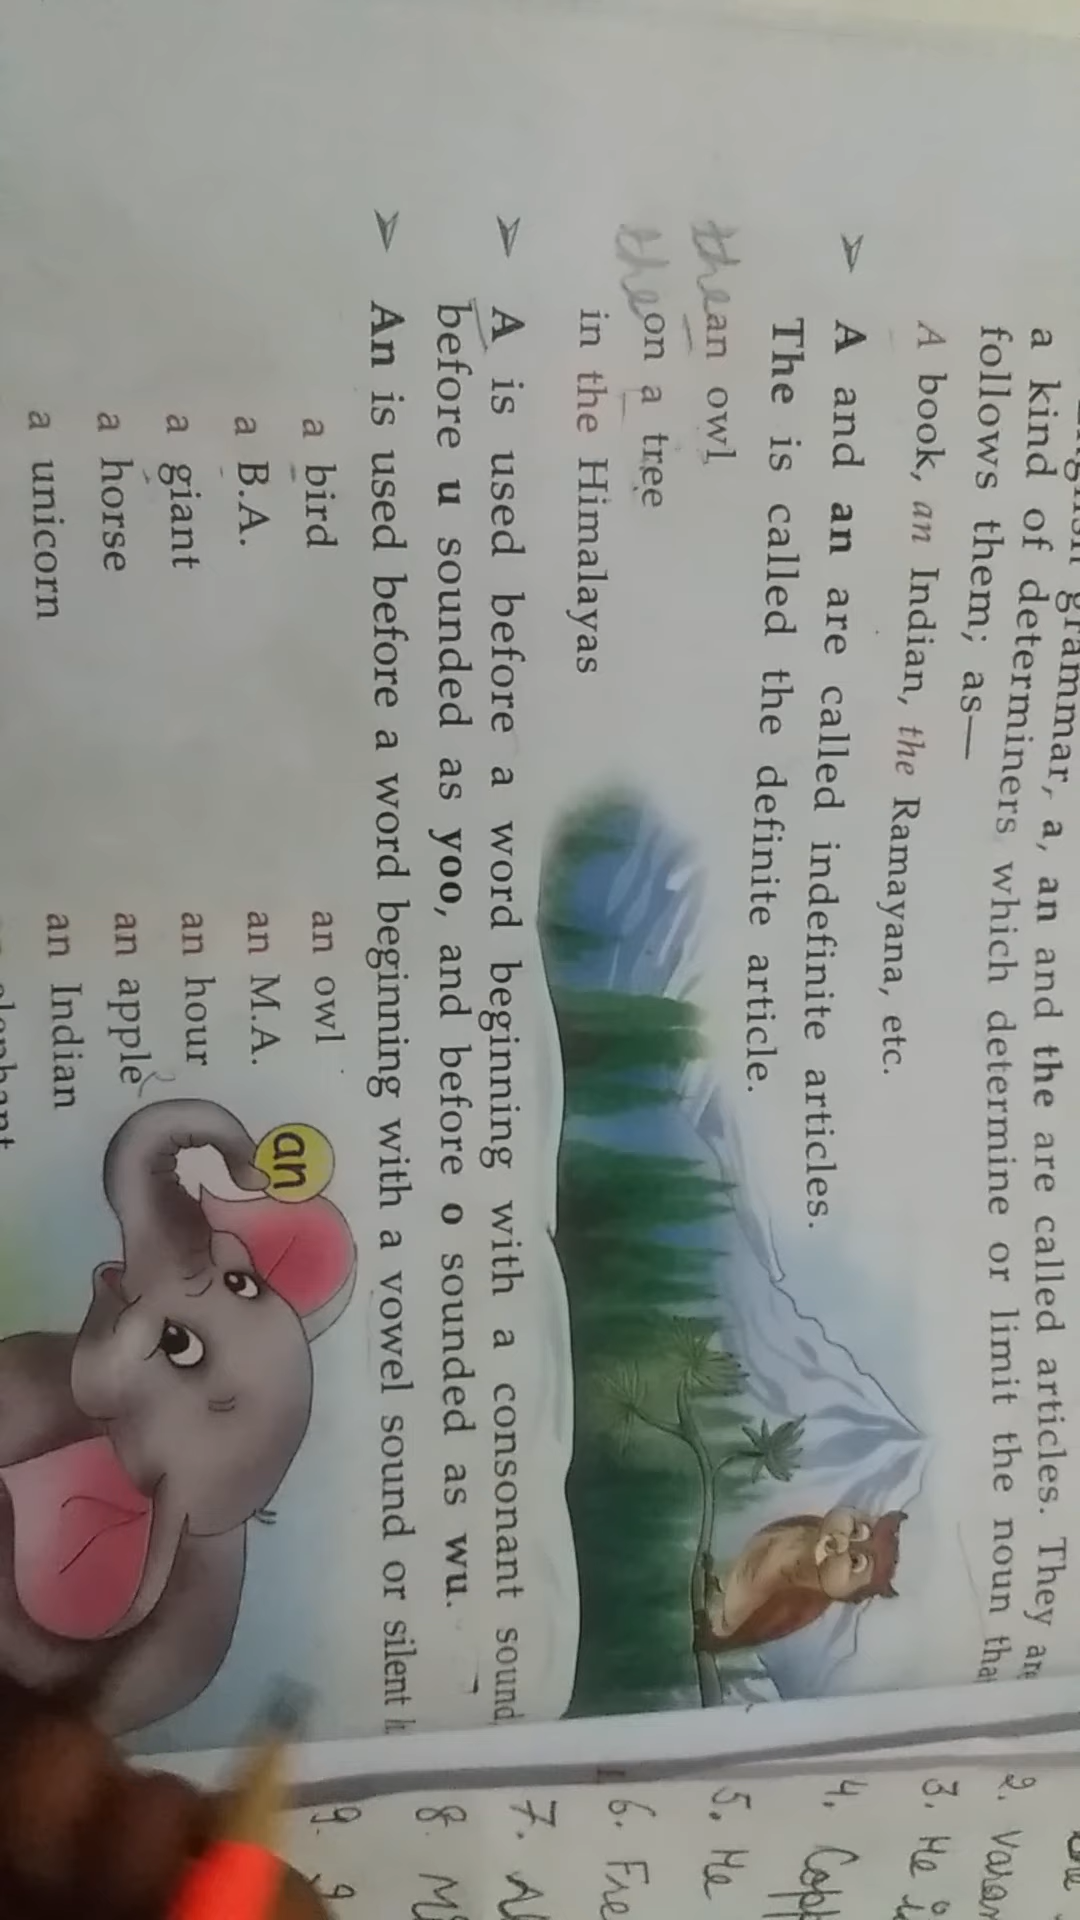 grammar, a, an and the are called articles. They are
a kind of determiners which determine or limit the noun that
follows them; as—
A book, an Indian, the Ramayana, etc.
➢ A and an are called indefinite articles.
The is called the definite article.
the an owl
the on a tree
in the Himalayas
➢ A is used before a word beginning with a consonant sound,
before u sounded as yoo, and before o sounded as wu.
➢ An is used before a word beginning with a vowel sound or silent h.
a bird an owl
a B.A. an M.A.
a giant an hour
a horse an apple
a unicorn an Indian
elephant
an
2.
3. He
4.
5. He
6.
7.
8.
9.